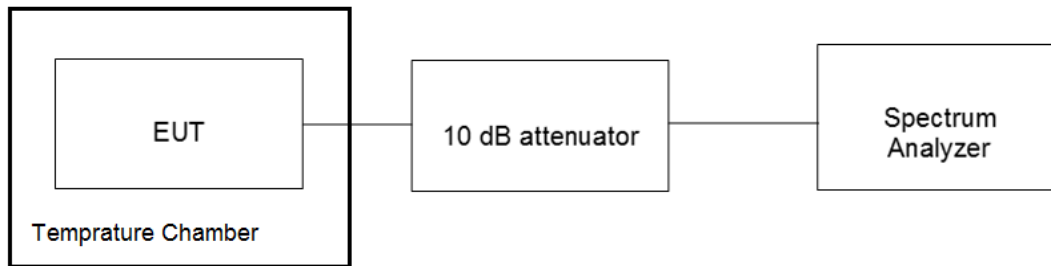 EUT
Temprature Chamber
10 dB attenuator
Spectrum
Analyzer